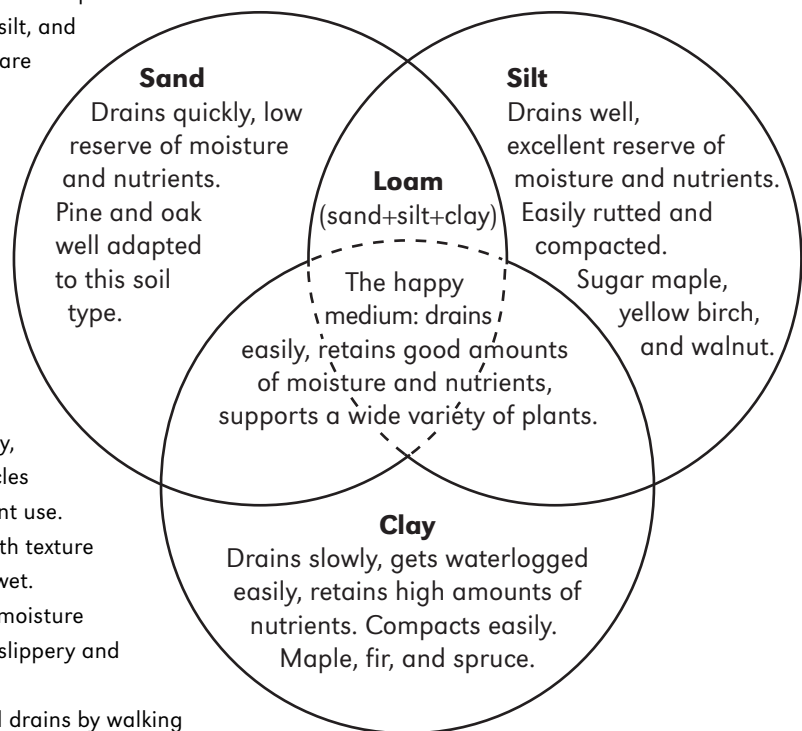 silt, and
are
Sand
Drains quickly, low
reserve of moisture
and nutrients.
Pine and oak
well adapted
to this soil
type.
Silt
Drains well,
excellent reserve of
moisture and nutrients.
Easily rutted and
compacted.
Sugar maple,
yellow birch,
and walnut.
Loam
(sand+silt+clay)
The happy
medium: drains
easily, retains good amounts
of moisture and nutrients,
supports a wide variety of plants.
Clay
Drains slowly, gets waterlogged
easily, retains high amounts of
nutrients. Compacts easily.
Maple, fir, and spruce.
y,
cles
nt use.
th texture
wet.
moisture
slippery and
l drains by walking